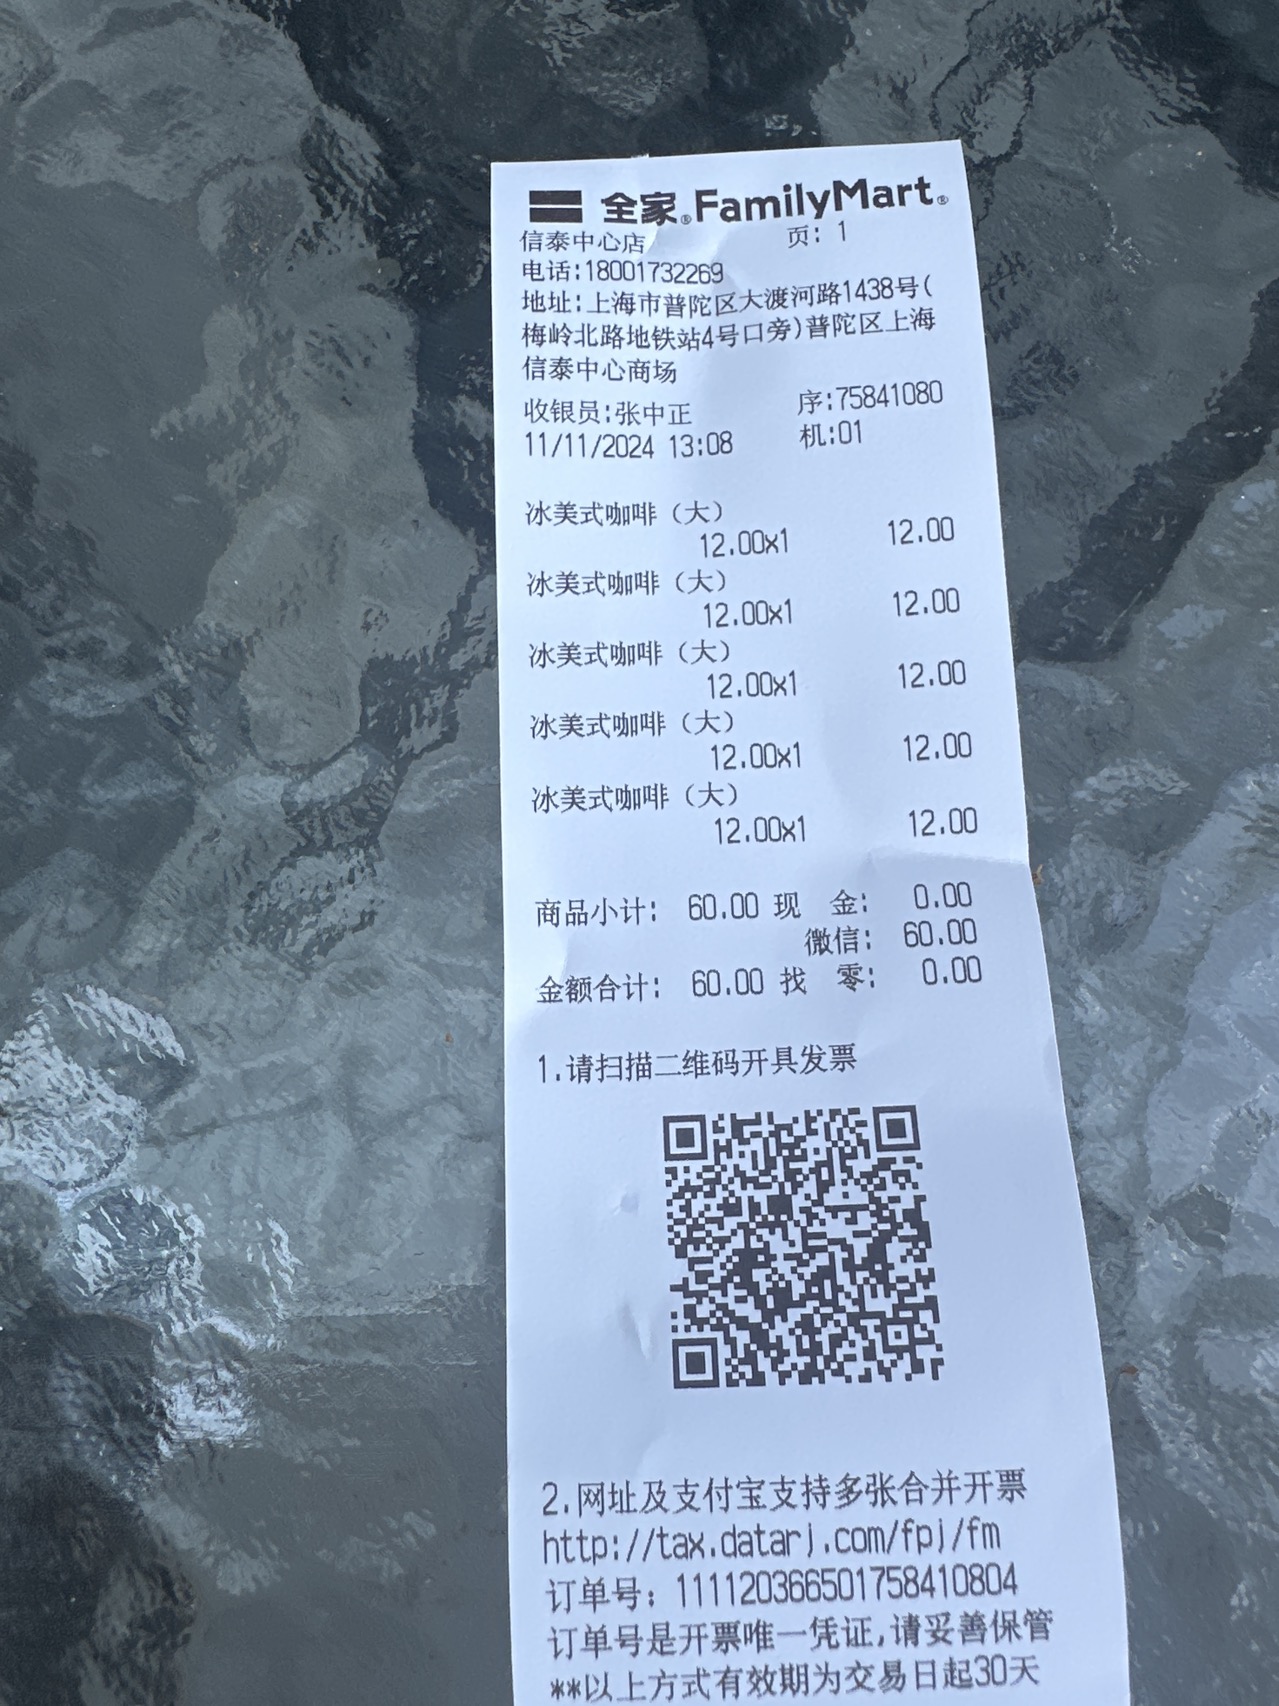 全家®FamilyMart®
信泰中心店 页: 1
电话:18001732269
地址:上海市普陀区大渡河路1438号(
梅岭北路地铁站4号口旁)普陀区上海
信泰中心商场
收银员:张中正 序:75841080
11/11/2024 13:08 机:01
冰美式咖啡（大）
12.00x1 12.00
冰美式咖啡（大）
12.00x1 12.00
冰美式咖啡（大）
12.00x1 12.00
冰美式咖啡（大）
12.00x1 12.00
冰美式咖啡（大）
12.00x1 12.00
商品小计: 60.00 现 金: 0.00
微信: 60.00
金额合计: 60.00 找 零: 0.00
1.请扫描二维码开具发票
2.网址及支付宝支持多张合并开票
http://tax.datarj.com/fpj/fm
订单号: 111120366501758410804
订单号是开票唯一凭证,请妥善保管
**以上方式有效期为交易日起30天